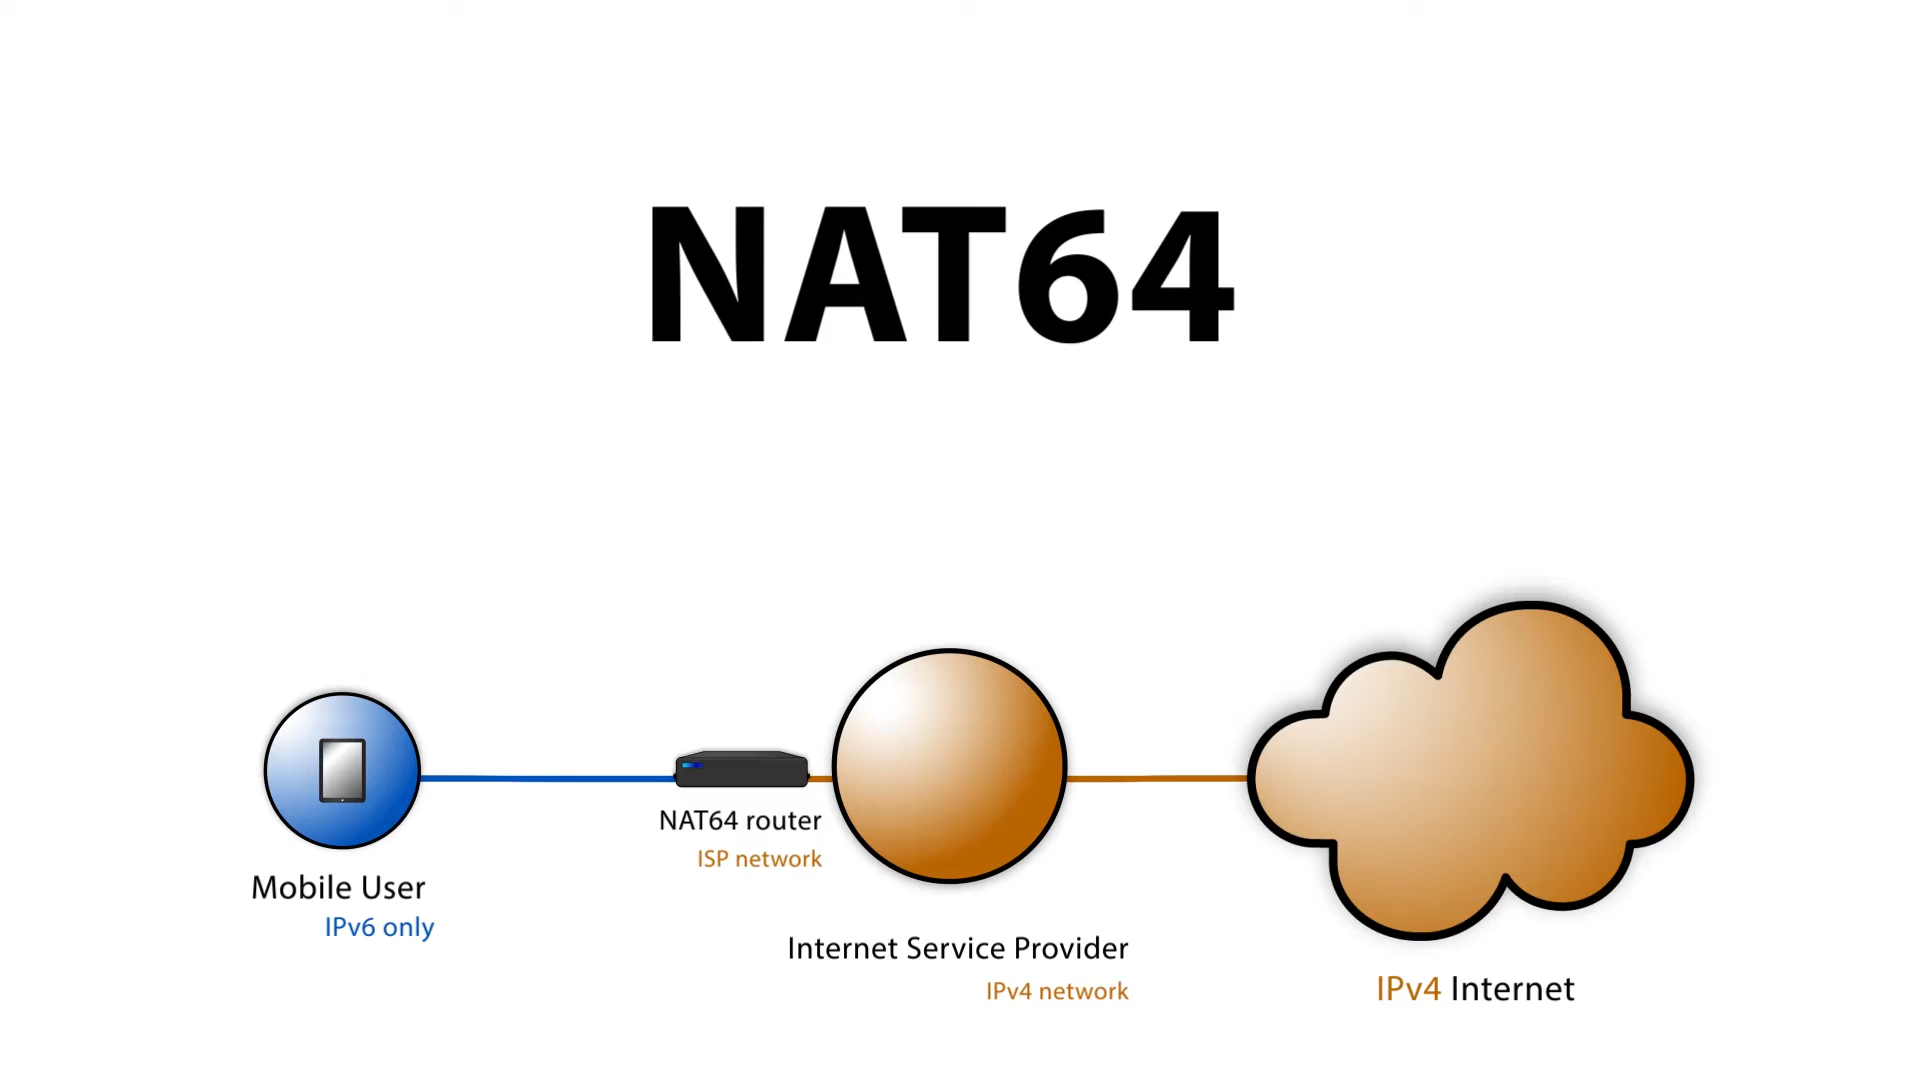 NAT64
NAT64 router
ISP network
Mobile User
IPv6 only
Internet Service Provider
IPv4 network
IPv4 Internet